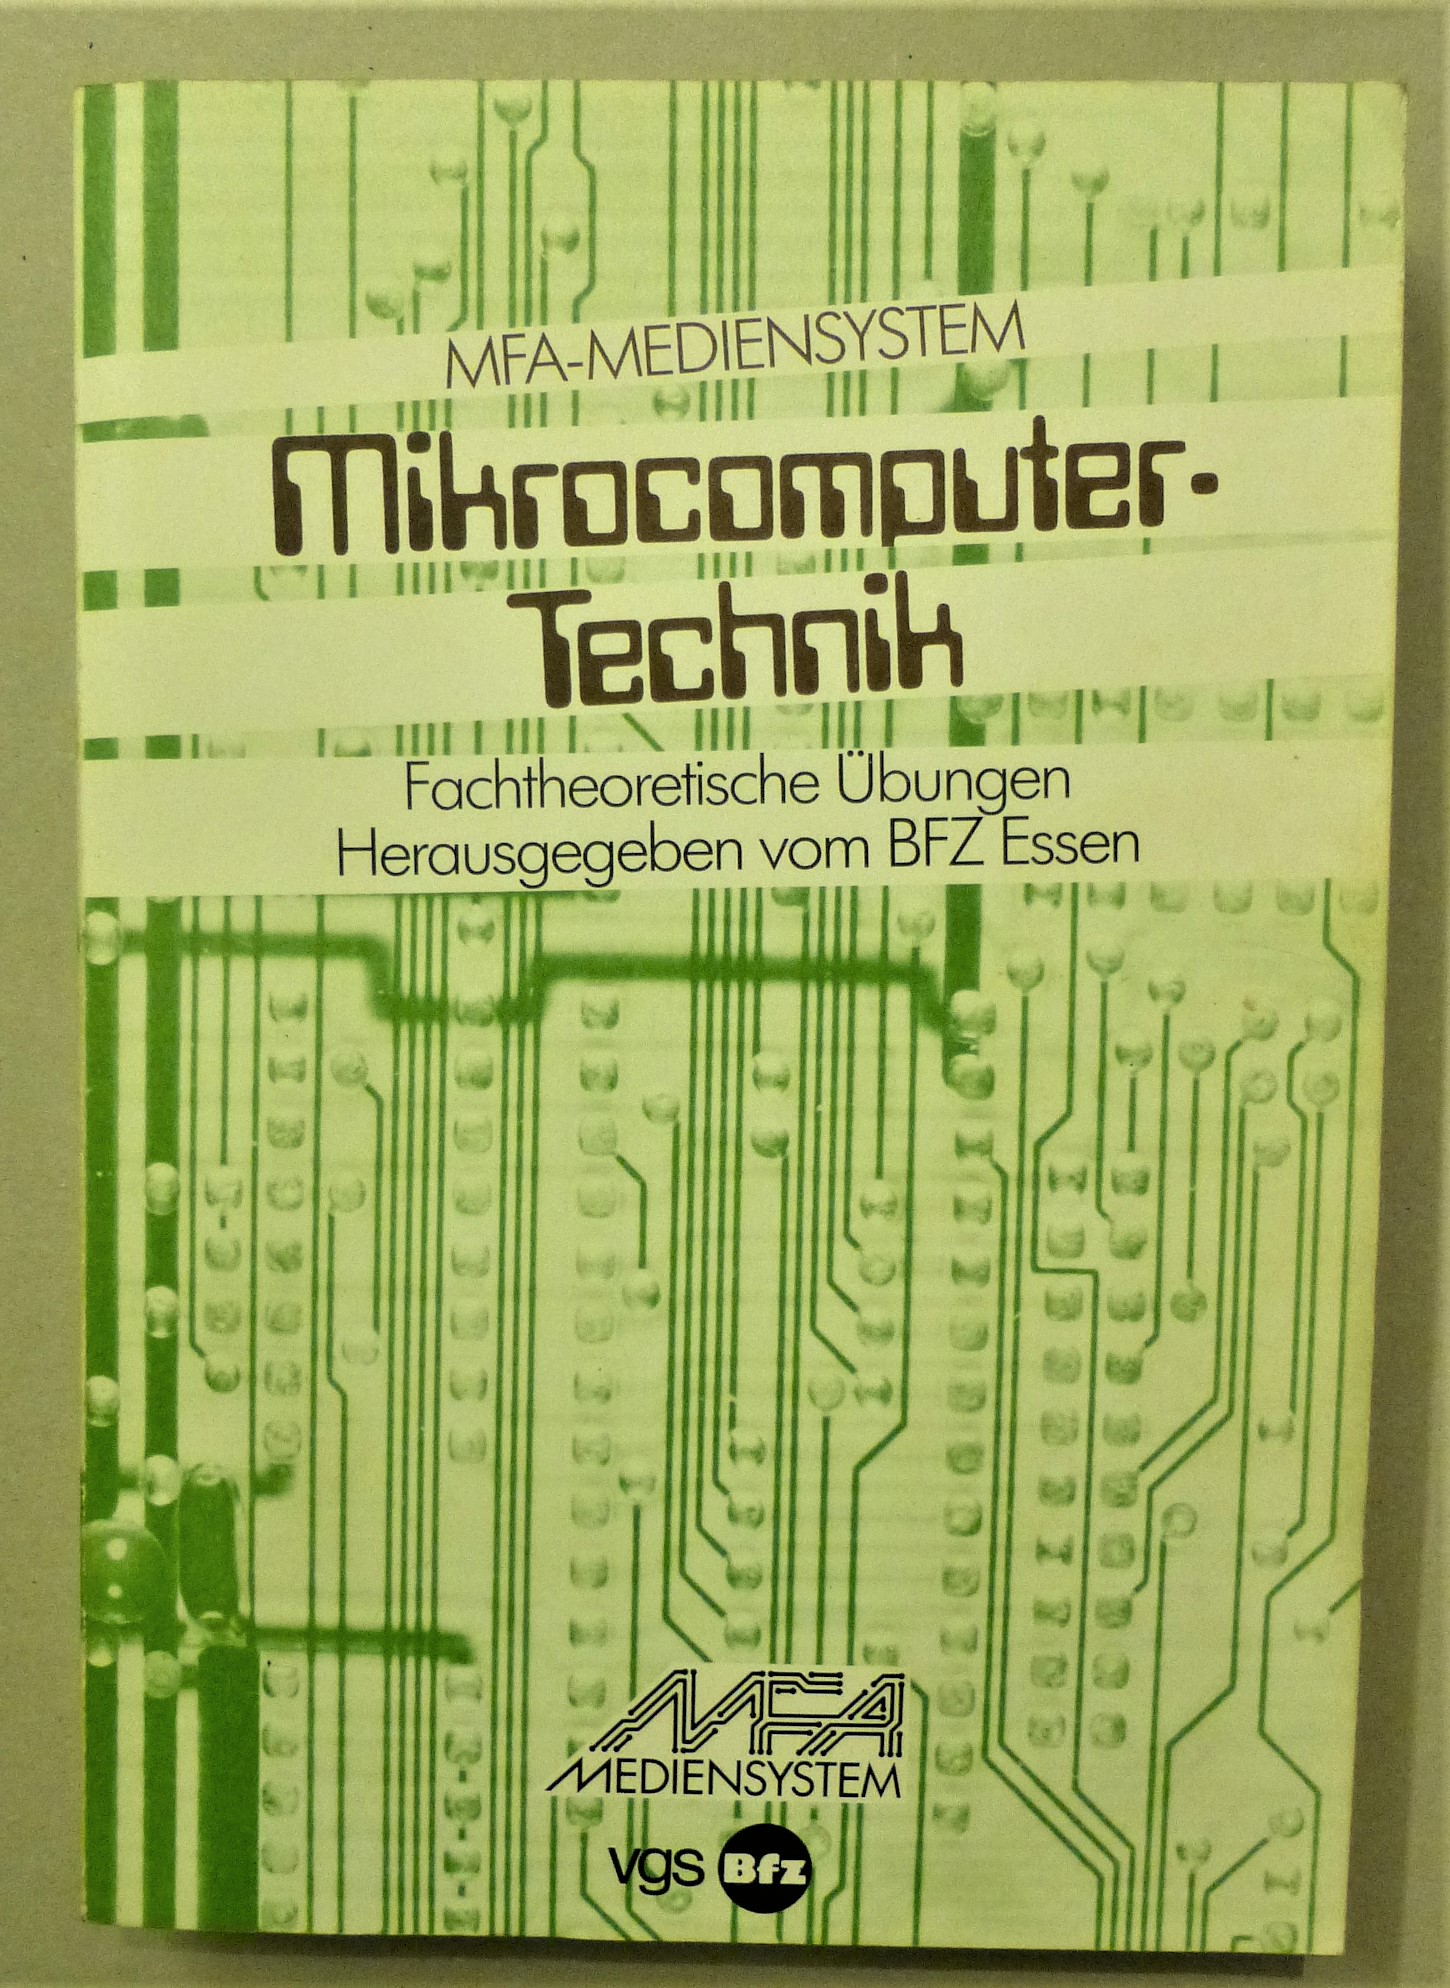 MFA-MEDIENSYSTEM
Mikrocomputer-
Technik
Fachtheoretische Übungen
Herausgegeben vom BFZ Essen
MFA
MEDIENSYSTEM
vgs Bfz